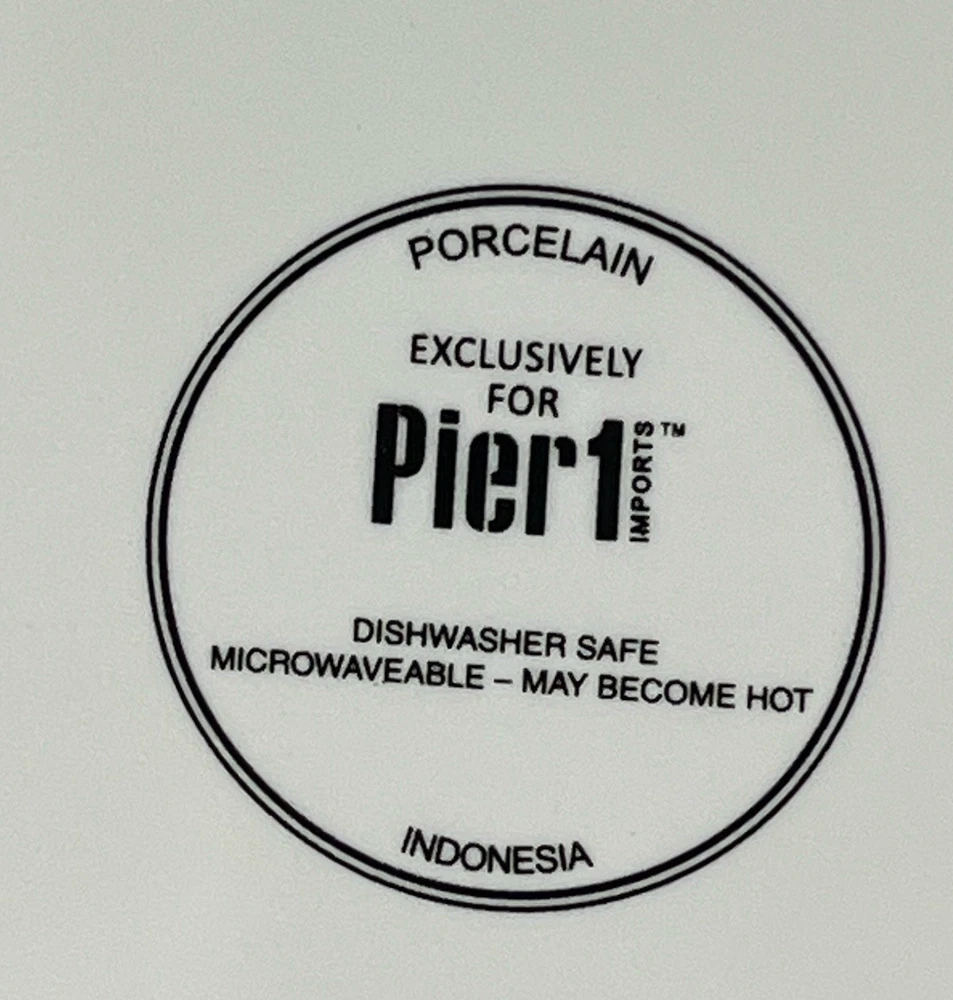 PORCELAIN
EXCLUSIVELY
FOR
Pier1 IMPORTS™
DISHWASHER SAFE
MICROWAVEABLE – MAY BECOME HOT
INDONESIA